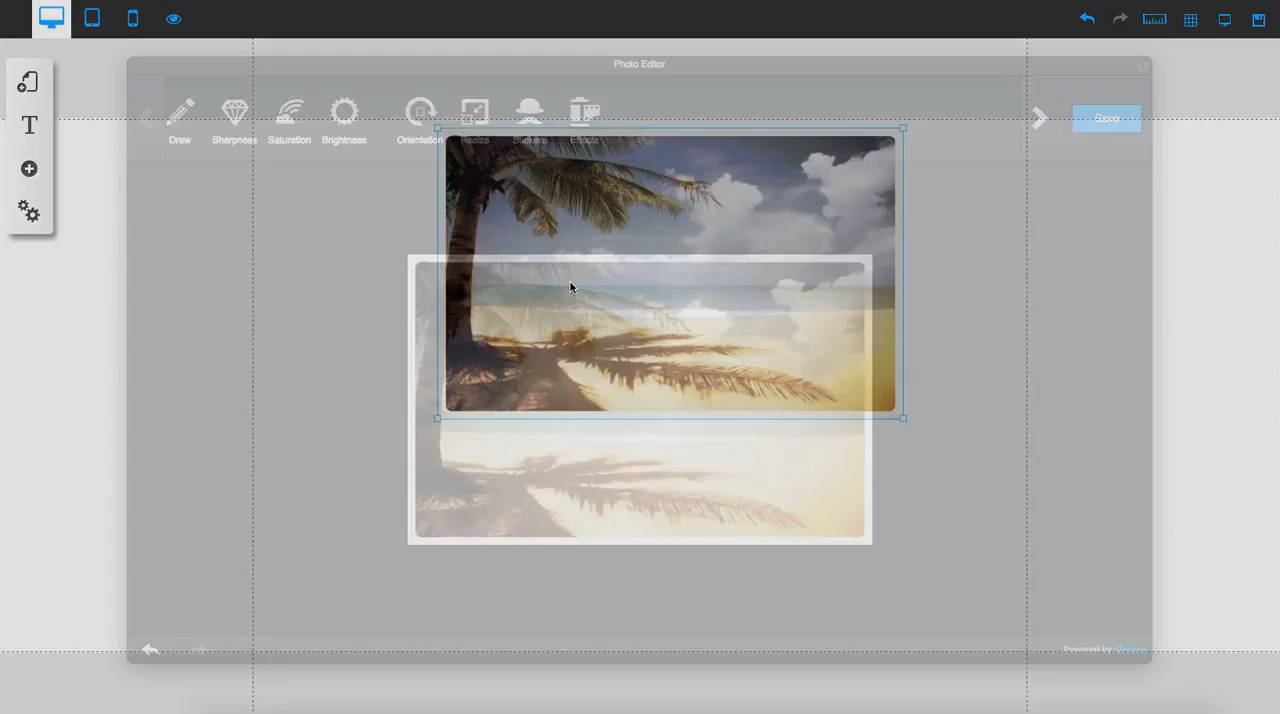 Photo Editor
Draw
Sharpness
Saturation
Brightness
Orientation
Resize
Stickers
Effects
Save
T
Powered by